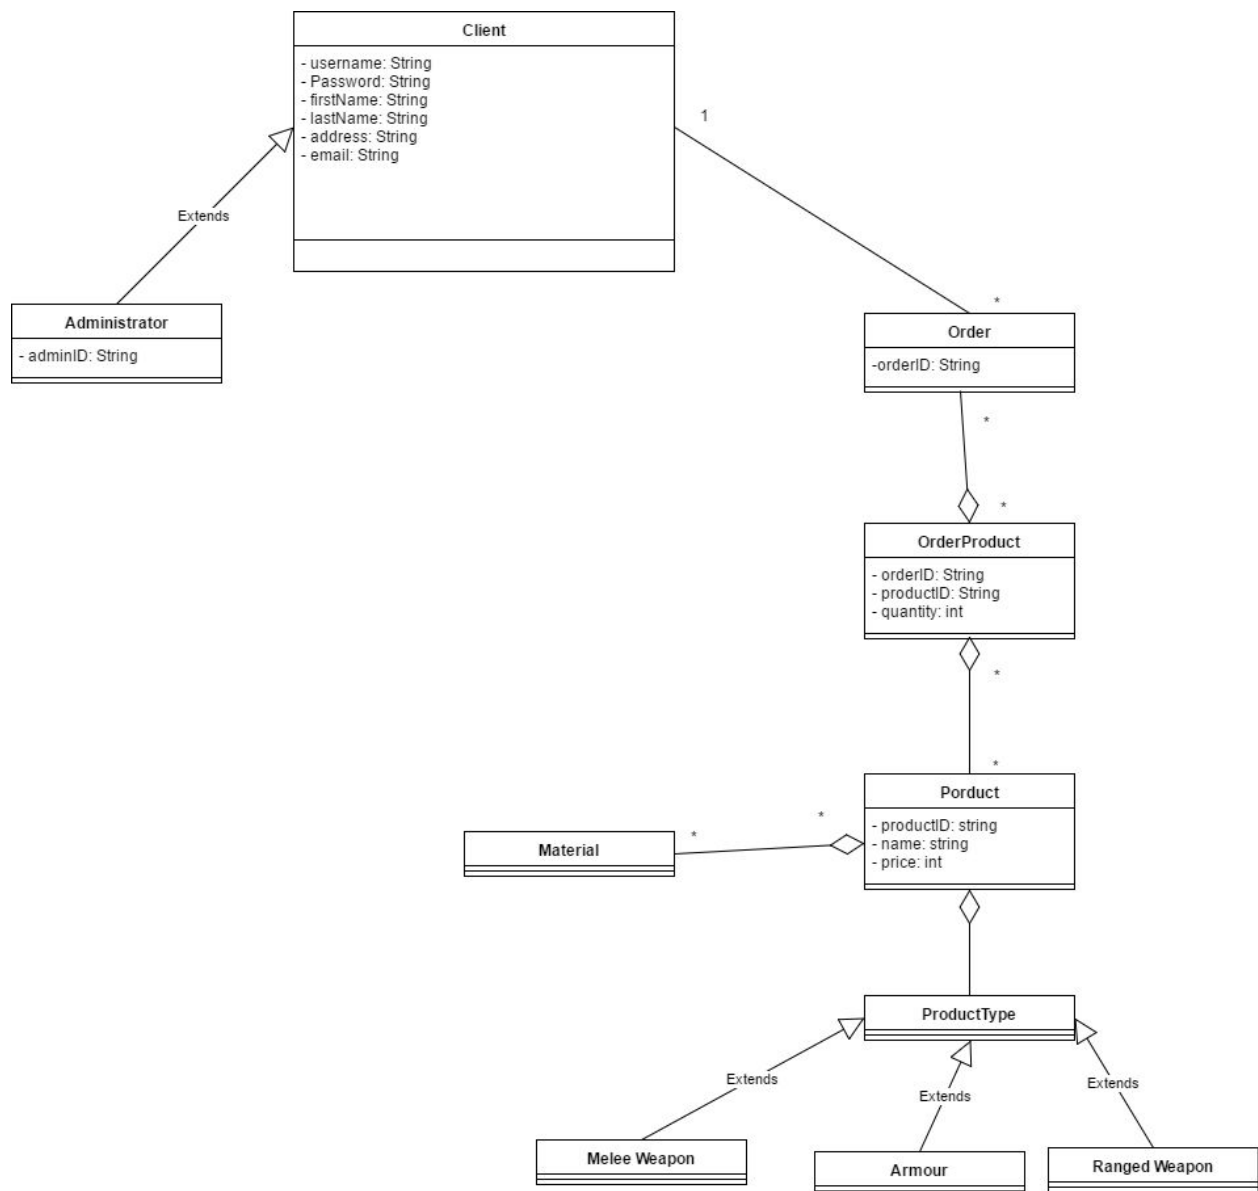 Client
- username: String
- Password: String
- firstName: String
- lastName: String
- address: String
- email: String
1
Extends
*
Administrator
- adminID: String
Order
-orderID: String
*
*
OrderProduct
- orderID: String
- productID: String
- quantity: int
*
*
Porduct
- productID: string
- name: string
- price: int
*
*
Material
ProductType
Extends
Extends
Extends
Melee Weapon
Armour
Ranged Weapon